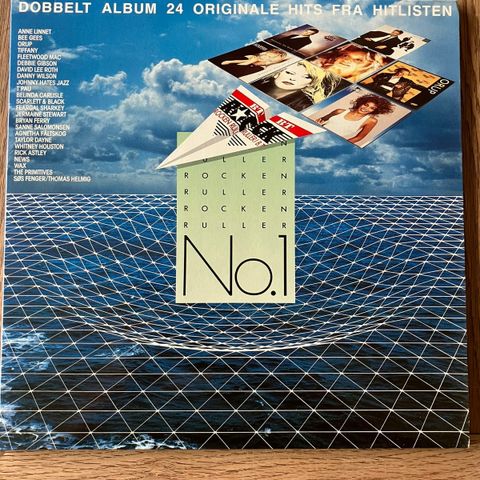 DOBBELT ALBUM 24 ORIGINALE HITS FRA HITLISTEN
ANNE LINNET
BEE GEES
ORUP
TIFFANY
FLEETWOOD MAC
DEBBIE GIBSON
DAVID LEE ROTH
DANNY WILSON
JOHNNY HATES JAZZ
T'PAU
BELINDA CARLISLE
SCARLETT & BLACK
FEARGAL SHARKEY
JERMAINE STEWART
BRYAN FERRY
SANNE SALOMONSEN
AGNETHA FÄLTSKOG
TAYLOR DAYNE
WHITNEY HOUSTON
RICK ASTLEY
NEWS
WAX
THE PRIMITIVES
SØS FENGER/THOMAS HELMIG
ORUP
RULLER
ROCKEN
RULLER
ROCKEN
RULLER
No.1